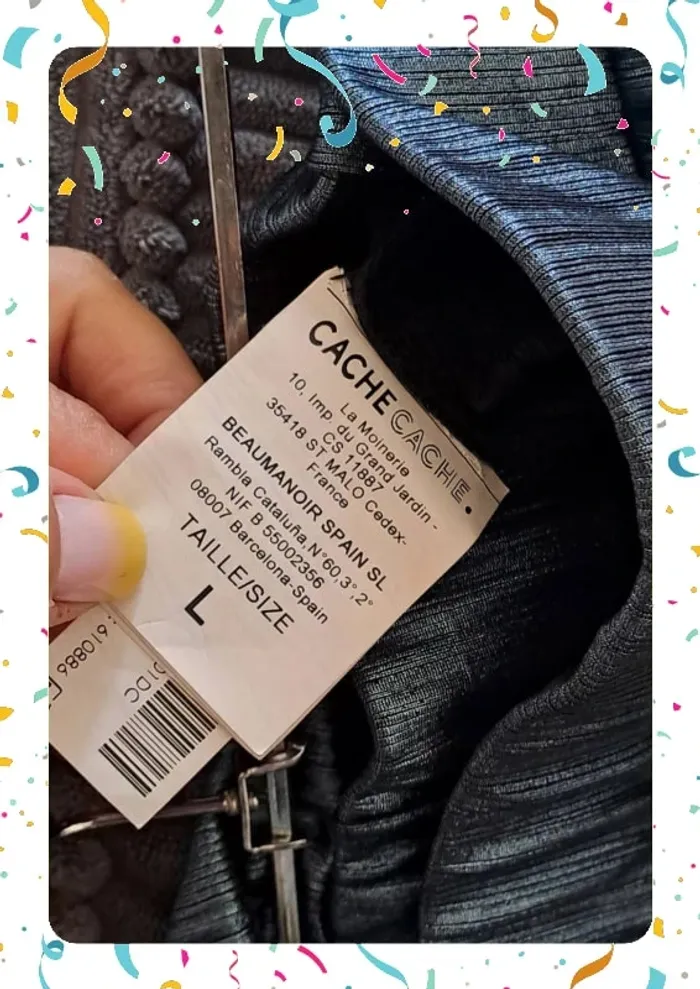 CACHE CACHE.
La Moinerie
10, Imp. du Grand Jardin -
CS 11887
35418 ST MALO Cedex-
France
BEAUMANOIR SPAIN SL
Rambla Cataluña,N°60,3°,2°
NIF B 55002356
08007 Barcelona-Spain
TAILLE/SIZE
L
610886